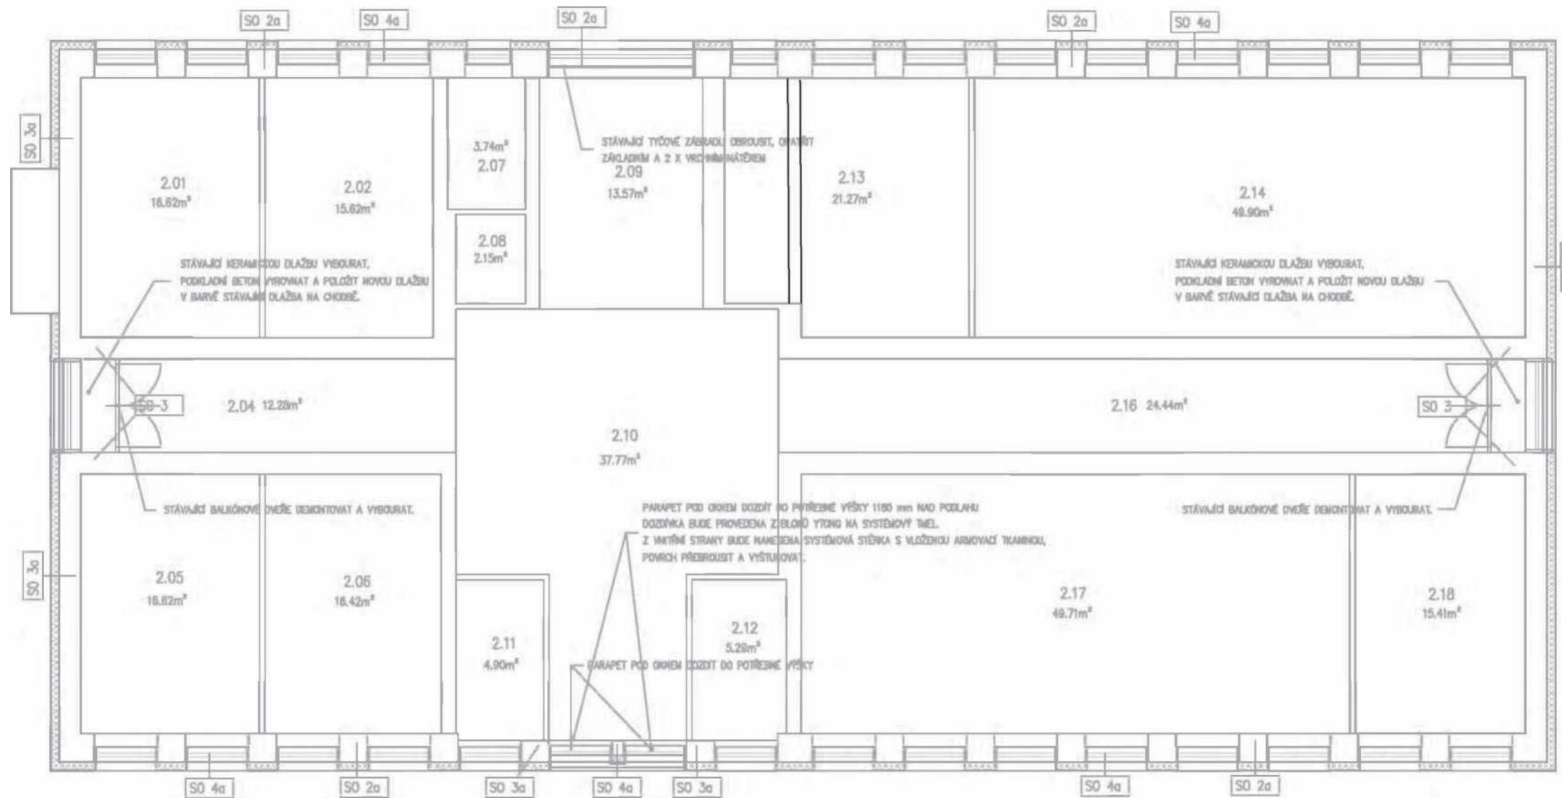 SO 2a
SO 4a
SO 2a
SO 2a
SO 4a
SO 3a
STÁVAJÍCÍ TYČOVÉ ZÁBRADLÍ OBROUSIT, OPATŘIT
ZÁKLADNÍM A 2 X VRCHNÍM NÁTĚREM
3.74m²
2.07
2.09
13.57m²
2.01
16.62m²
2.02
15.62m²
2.13
21.27m²
2.14
49.90m²
2.08
2.15m²
STÁVAJÍCÍ KERAMICKOU DLAŽBU VYBOURAT,
PODKLADNÍ BETON VYROVNAT A POLOŽIT NOVOU DLAŽBU
V BARVĚ STÁVAJÍCÍ DLAŽBA NA CHODBĚ.
STÁVAJÍCÍ KERAMICKOU DLAŽBU VYBOURAT,
PODKLADNÍ BETON VYROVNAT A POLOŽIT NOVOU DLAŽBU
V BARVĚ STÁVAJÍCÍ DLAŽBA NA CHODBĚ.
SO 3
2.04 12.28m²
2.16 24.44m²
SO 3
2.10
37.77m²
STÁVAJÍCÍ BALKÓNOVÉ DVEŘE DEMONTOVAT A VYBOURAT.
PARAPET POD OKNEM DOZDÍT DO POTŘEBNÉ VÝŠKY 1150 mm NAD PODLAHU
DOZDÍVKA BUDE PROVEDENA Z BLOKŮ YTONG NA SYSTÉMOVÝ TMEL.
Z VNITŘNÍ STRANY BUDE NANESENA SYSTÉMOVÁ STĚRKA S VLOŽENOU ARMOVACÍ TKANINOU,
POVRCH PŘEBROUSIT A VYŠTUKOVAT.
STÁVAJÍCÍ BALKÓNOVÉ DVEŘE DEMONTOVAT A VYBOURAT.
SO 3a
2.05
16.62m²
2.06
16.42m²
2.17
49.71m²
2.18
15.41m²
2.11
4.90m²
2.12
5.29m²
PARAPET POD OKNEM DOZDÍT DO POTŘEBNÉ VÝŠKY
SO 4a
SO 2a
SO 3a
SO 4a
SO 3a
SO 4a
SO 2a